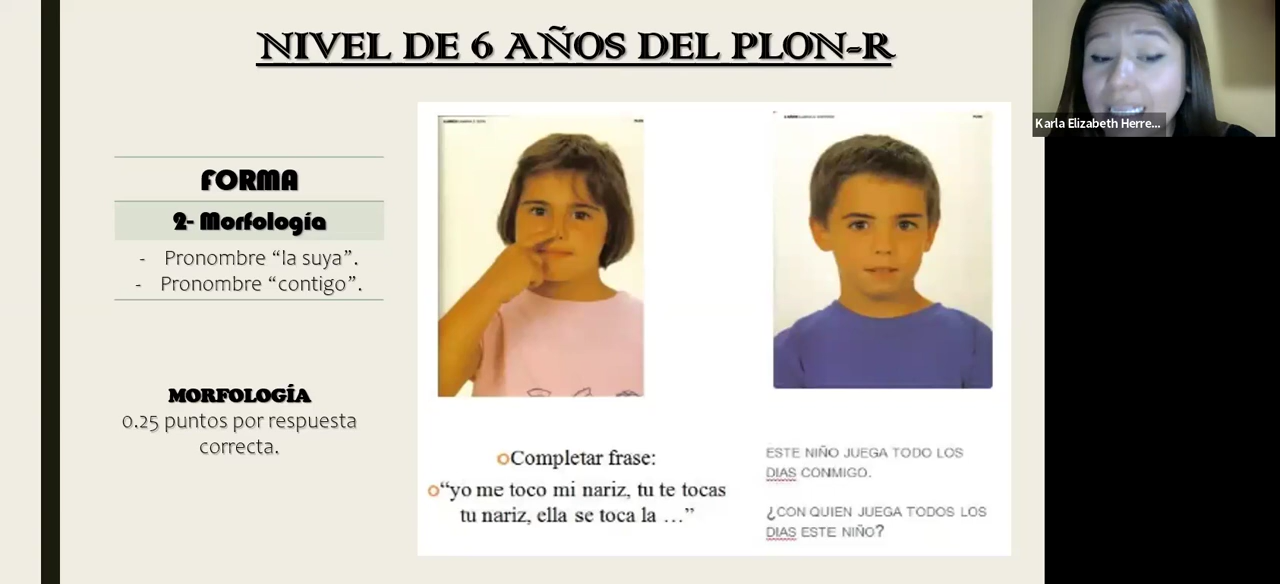 NIVEL DE 6 AÑOS DEL PLON-R
FORMA
2- Morfología
- Pronombre “la suya”.
- Pronombre “contigo”.
MORFOLOGÍA
0.25 puntos por respuesta
correcta.
Completar frase:
“yo me toco mi nariz, tu te tocas
tu nariz, ella se toca la …”
ESTE NIÑO JUEGA TODO LOS
DIAS CONMIGO.
¿CON QUIEN JUEGA TODOS LOS
DIAS ESTE NIÑO?
Karla Elizabeth Herre...